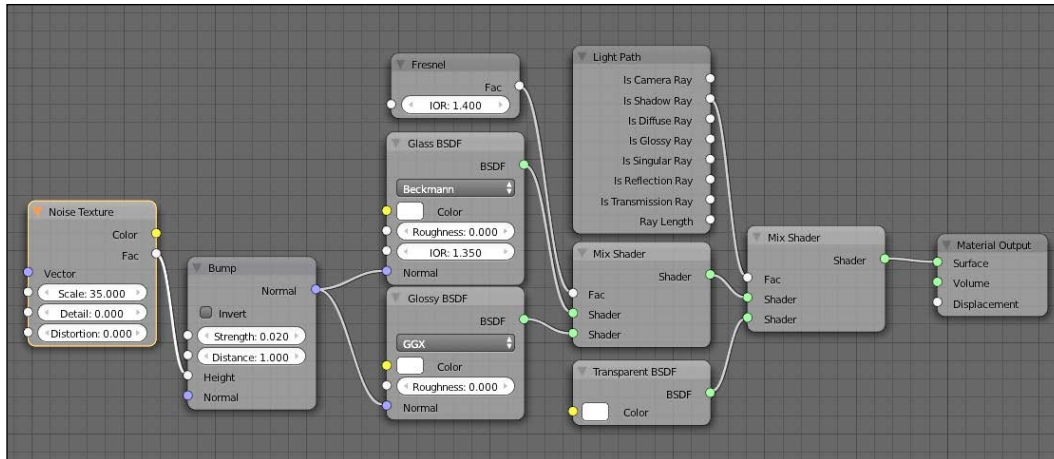 Noise Texture
Color
Fac
Vector
Scale: 35.000
Detail: 0.000
Distortion: 0.000
Bump
Normal
Invert
Strength: 0.020
Distance: 1.000
Height
Normal
Fresnel
Fac
IOR: 1.400
Glass BSDF
BSDF
Beckmann
Color
Roughness: 0.000
IOR: 1.350
Normal
Glossy BSDF
BSDF
GGX
Color
Roughness: 0.000
Normal
Light Path
Is Camera Ray
Is Shadow Ray
Is Diffuse Ray
Is Glossy Ray
Is Singular Ray
Is Reflection Ray
Is Transmission Ray
Ray Length
Mix Shader
Shader
Fac
Shader
Shader
Transparent BSDF
BSDF
Color
Mix Shader
Shader
Fac
Shader
Shader
Material Output
Surface
Volume
Displacement